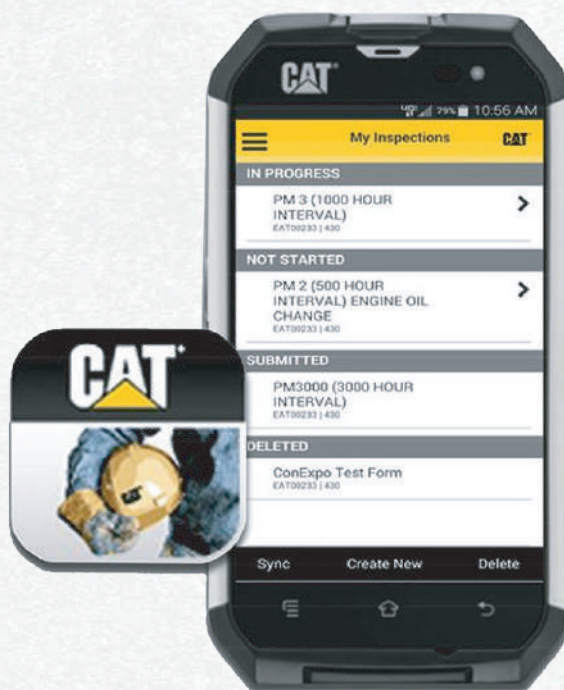 CAT
79% 10:56 AM
My Inspections
CAT
IN PROGRESS
PM 3 (1000 HOUR
INTERVAL)
EAT00233 | 430
NOT STARTED
PM 2 (500 HOUR
INTERVAL) ENGINE OIL
CHANGE
EAT00233 | 430
SUBMITTED
PM3000 (3000 HOUR
INTERVAL)
EAT00233 | 430
DELETED
ConExpo Test Form
EAT00233 | 430
Sync Create New Delete
CAT